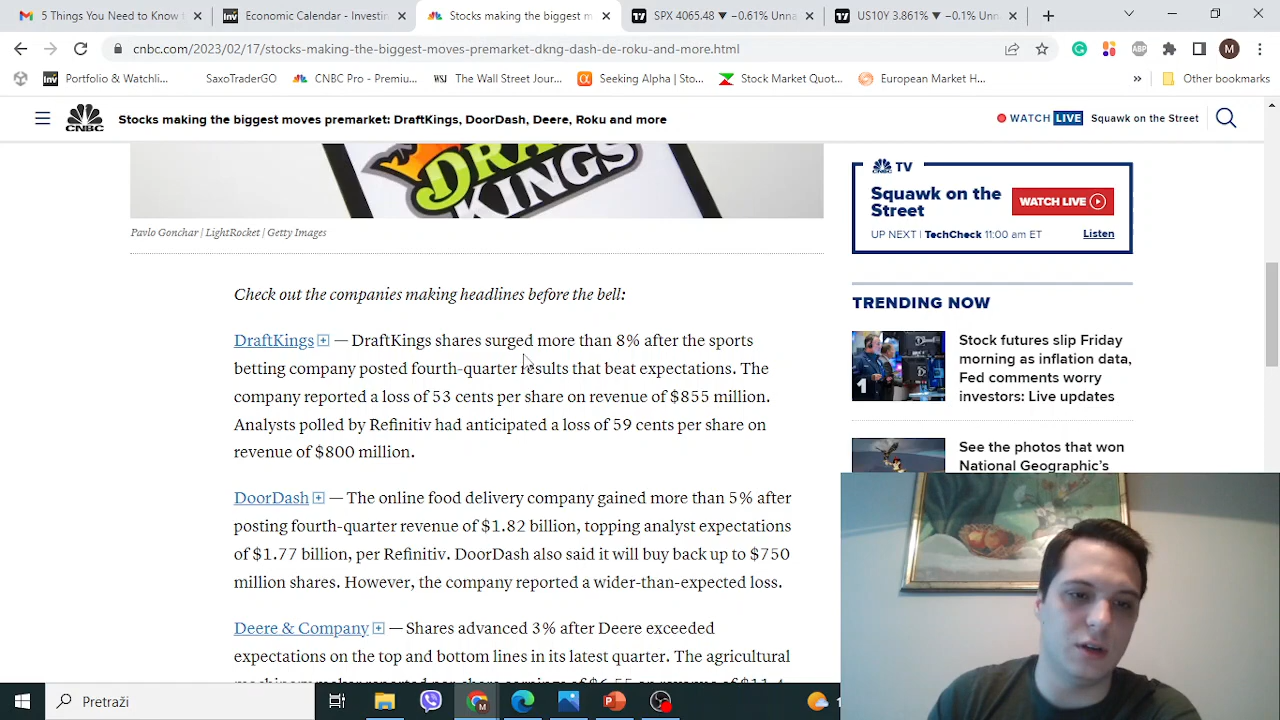 5 Things You Need to Know t
Economic Calendar - Investin
Stocks making the biggest m
SPX 4065.48 ▼ −0.61% Unna
US10Y 3.861% ▼ −0.1% Unn
cnbc.com/2023/02/17/stocks-making-the-biggest-moves-premarket-dkng-dash-de-roku-and-more.html
ABP
M
Inv Portfolio & Watchli...
SaxoTraderGO
CNBC Pro - Premiu...
WSJ The Wall Street Jour...
Seeking Alpha | Sto...
Stock Market Quot...
European Market H...
»
Other bookmarks
CNBC
Stocks making the biggest moves premarket: DraftKings, DoorDash, Deere, Roku and more
WATCH LIVE
Squawk on the Street
DRAFT
KINGS
Pavlo Gonchar | LightRocket | Getty Images
Check out the companies making headlines before the bell:
DraftKings — DraftKings shares surged more than 8% after the sports
betting company posted fourth-quarter results that beat expectations. The
company reported a loss of 53 cents per share on revenue of $855 million.
Analysts polled by Refinitiv had anticipated a loss of 59 cents per share on
revenue of $800 million.
DoorDash — The online food delivery company gained more than 5% after
posting fourth-quarter revenue of $1.82 billion, topping analyst expectations
of $1.77 billion, per Refinitiv. DoorDash also said it will buy back up to $750
million shares. However, the company reported a wider-than-expected loss.
Deere & Company — Shares advanced 3% after Deere exceeded
expectations on the top and bottom lines in its latest quarter. The agricultural
CNBC TV
Squawk on the
Street
WATCH LIVE
UP NEXT | TechCheck 11:00 am ET
Listen
TRENDING NOW
1
Stock futures slip Friday
morning as inflation data,
Fed comments worry
investors: Live updates
See the photos that won
National Geographic's
Pretraži